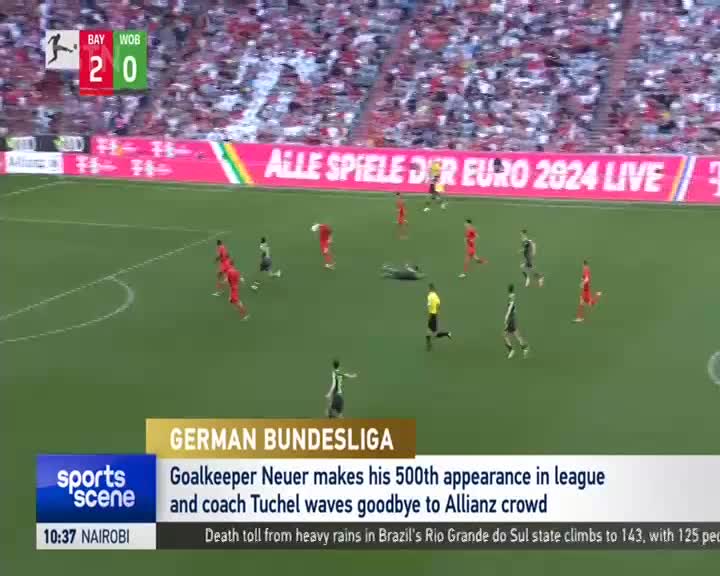 BAY WOB
2 0
Allianz
ALLE SPIELE DER EURO 2024 LIVE
GERMAN BUNDESLIGA
sports
scene
Goalkeeper Neuer makes his 500th appearance in league
and coach Tuchel waves goodbye to Allianz crowd
10:37 NAIROBI
Death toll from heavy rains in Brazil's Rio Grande do Sul state climbs to 143, with 125 peo